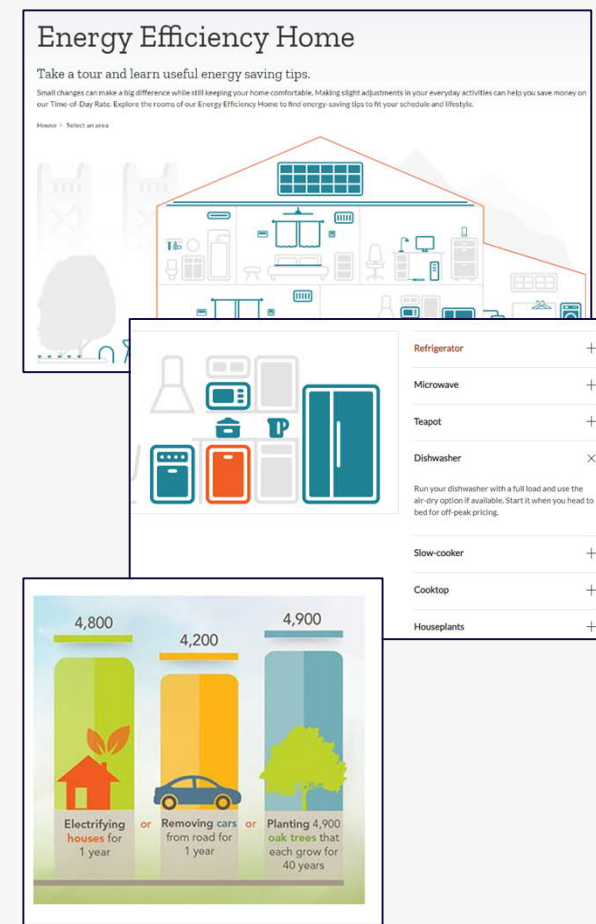 Energy Efficiency Home
Take a tour and learn useful energy saving tips.
Small changes can make a big difference while still keeping your home comfortable. Making slight adjustments in your everyday activities can help you save money on
our Time-of-Day Rate. Explore the rooms of our Energy Efficiency Home to find energy-saving tips to fit your schedule and lifestyle.
House > Select an area
Refrigerator
Microwave
Teapot
Dishwasher
Run your dishwasher with a full load and use the
air-dry option if available. Start it when you head to
bed for off-peak pricing.
Slow-cooker
Cooktop
Houseplants
4,800
4,200
4,900
Electrifying
houses for
1 year
or
Removing cars
from road for
1 year
or
Planting 4,900
oak trees that
each grow for
40 years